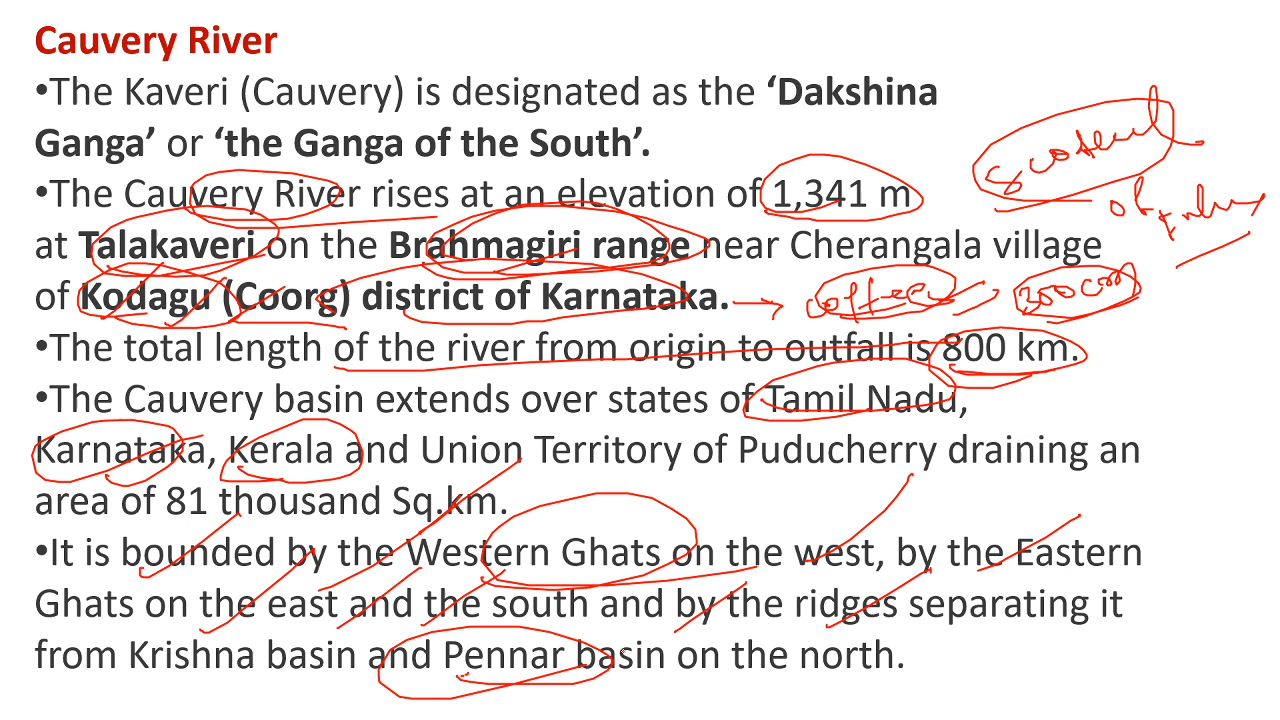 Cauvery River
•The Kaveri (Cauvery) is designated as the ‘Dakshina
Ganga’ or ‘the Ganga of the South’.
•The Cauvery River rises at an elevation of 1,341 m
at Talakaveri on the Brahmagiri range near Cherangala village
of Kodagu (Coorg) district of Karnataka.
•The total length of the river from origin to outfall is 800 km.
•The Cauvery basin extends over states of Tamil Nadu,
Karnataka, Kerala and Union Territory of Puducherry draining an
area of 81 thousand Sq.km.
•It is bounded by the Western Ghats on the west, by the Eastern
Ghats on the east and the south and by the ridges separating it
from Krishna basin and Pennar basin on the north.
of
coffee